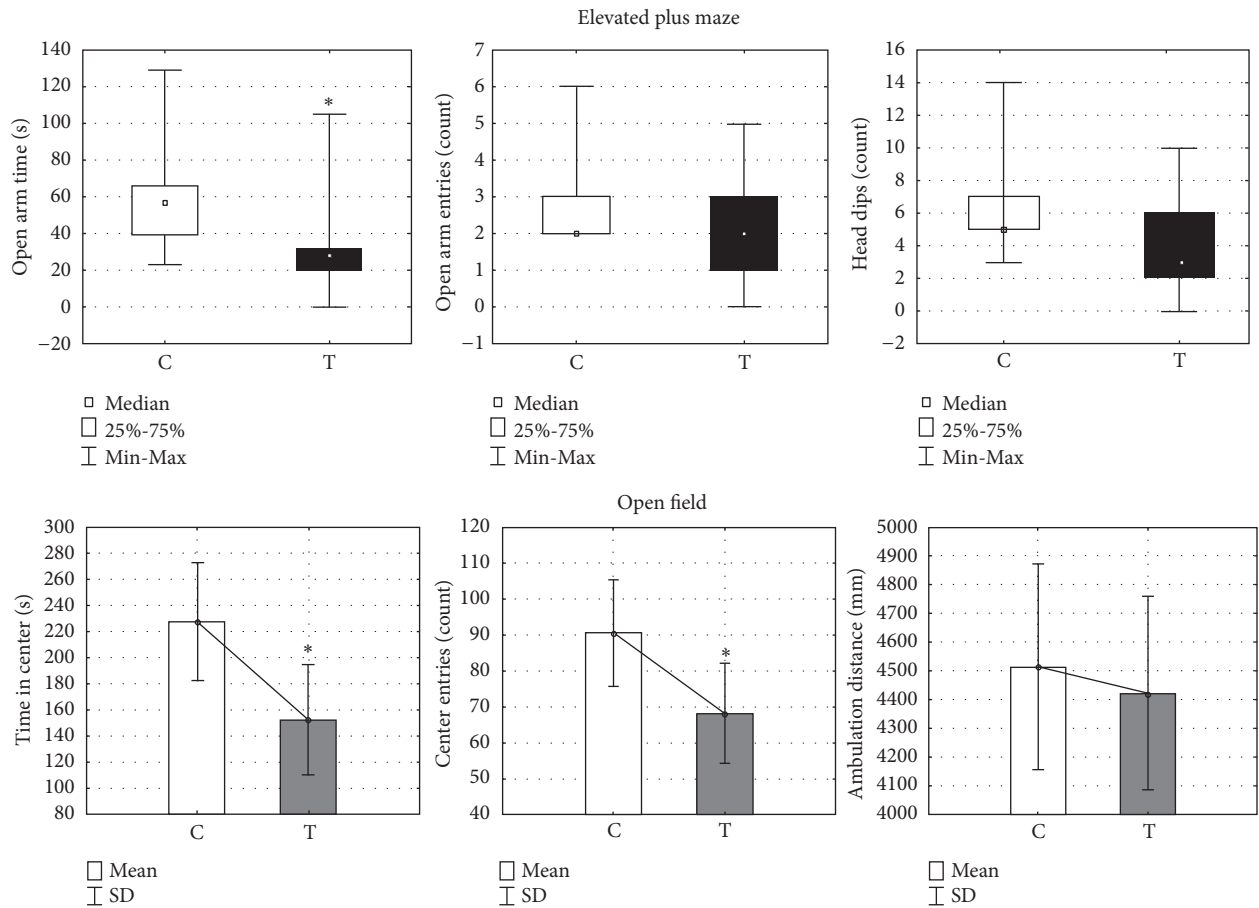 Elevated plus maze
Open arm time (s)
140
120
100
80
60
40
20
0
−20
*
C
T
Median
25%-75%
Min-Max
Open arm entries (count)
7
6
5
4
3
2
1
0
−1
C
T
Median
25%-75%
Min-Max
Head dips (count)
16
14
12
10
8
6
4
2
0
−2
C
T
Median
25%-75%
Min-Max
Open field
Time in center (s)
300
280
260
240
220
200
180
160
140
120
100
80
*
C
T
Mean
SD
Center entries (count)
120
110
100
90
80
70
60
50
40
*
C
T
Mean
SD
Ambulation distance (mm)
5000
4900
4800
4700
4600
4500
4400
4300
4200
4100
4000
C
T
Mean
SD